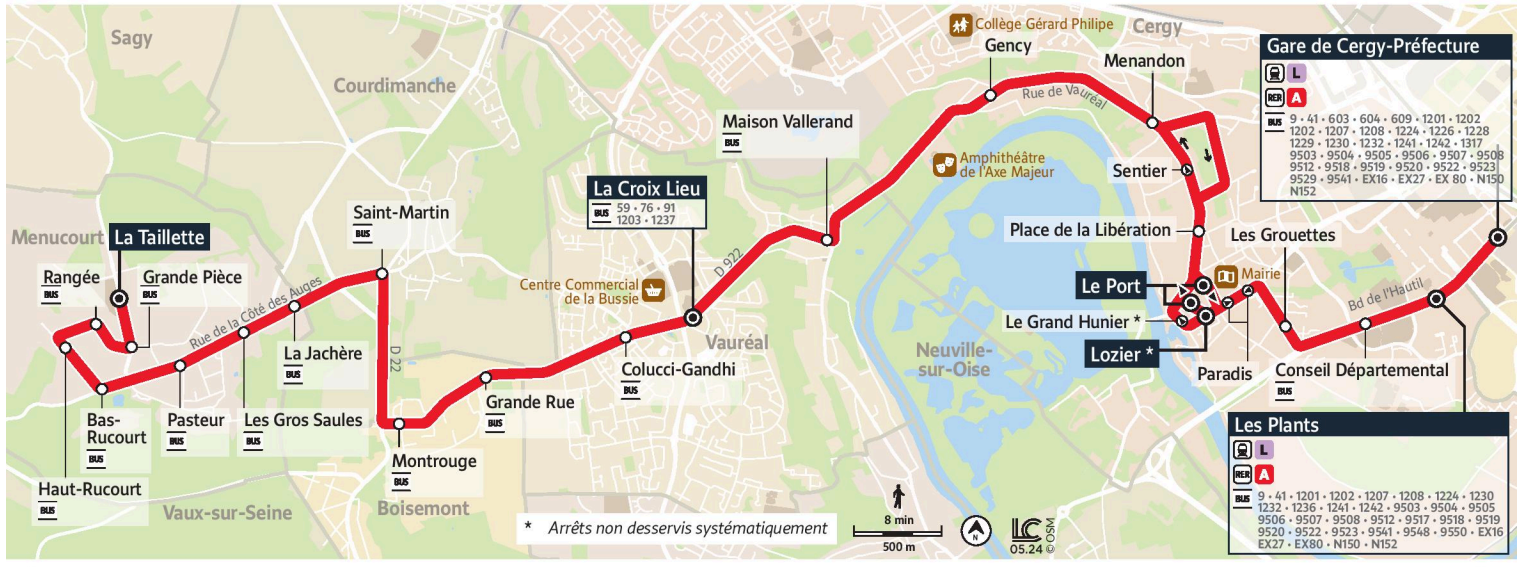 Sagy
Courdimanche
Collège Gérard Philipe
Gency
Cergy
Menandon
Rue de Vauréal
Gare de Cergy-Préfecture
L
RER A
BUS 9 • 41 • 603 • 604 • 609 • 1201 • 1202
1202 • 1207 • 1208 • 1224 • 1226 • 1228
1229 • 1230 • 1232 • 1241 • 1242 • 1317
9503 • 9504 • 9505 • 9506 • 9507 • 9508
9512 • 9518 • 9519 • 9520 • 9522 • 9523
9529 • 9541 • EX16 • EX27 • EX 80 • N150
N152
Maison Vallerand
BUS
Amphithéâtre
de l'Axe Majeur
Sentier
La Croix Lieu
BUS 59 • 76 • 91
1203 • 1237
Saint-Martin
BUS
Menucourt
La Taillette
Rangée
BUS
Grande Pièce
BUS
Rue de la Côté des Auges
D 922
Centre Commercial
de la Bussie
Place de la Libération
Les Grouettes
Le Port
Mairie
Bd de l'Hautil
Le Grand Hunier *
Lozier *
La Jachère
BUS
D 22
Vauréal
Neuville-
sur-Oise
Colucci-Gandhi
BUS
Paradis
Conseil Départemental
BUS
Grande Rue
BUS
Bas-
Rucourt
BUS
Pasteur
BUS
Les Gros Saules
BUS
Montrouge
BUS
Haut-Rucourt
BUS
Vaux-sur-Seine
Boisemont
Les Plants
L
RER A
BUS 9 • 41 • 1201 • 1202 • 1207 • 1208 • 1224 • 1230
1232 • 1236 • 1241 • 1242 • 9503 • 9504 • 9505
9506 • 9507 • 9508 • 9512 • 9517 • 9518 • 9519
9520 • 9522 • 9523 • 9541 • 9548 • 9550 • EX16
EX27 • EX80 • N150 • N152
* Arrêts non desservis systématiquement
8 min
500 m
N
LC
05.24
© OSM